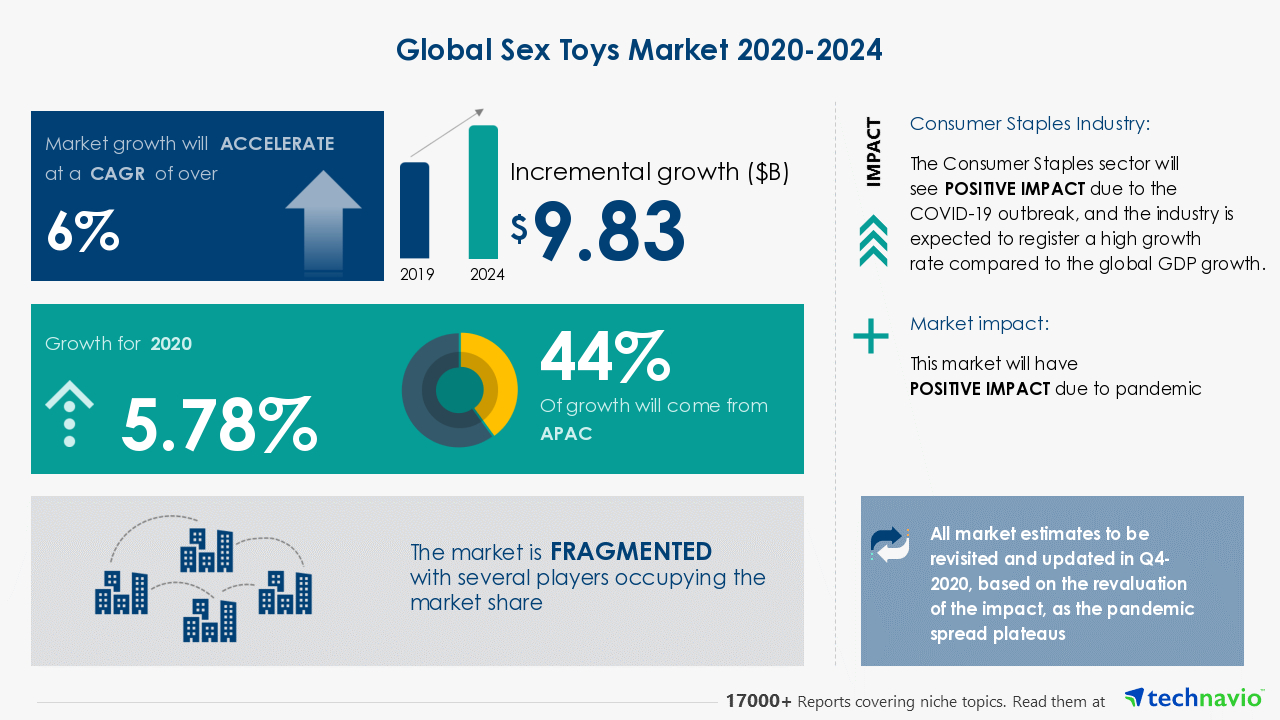 Global Sex Toys Market 2020-2024
Market growth will ACCELERATE
at a CAGR of over
6%
2019
2024
Incremental growth ($B)
$9.83
Growth for 2020
5.78%
44%
Of growth will come from
APAC
The market is FRAGMENTED
with several players occupying the
market share
IMPACT
Consumer Staples Industry:
The Consumer Staples sector will
see POSITIVE IMPACT due to the
COVID-19 outbreak, and the industry is
expected to register a high growth
rate compared to the global GDP growth.
Market impact:
This market will have
POSITIVE IMPACT due to pandemic
All market estimates to be
revisited and updated in Q4-
2020, based on the revaluation
of the impact, as the pandemic
spread plateaus
17000+ Reports covering niche topics. Read them at
technavio™